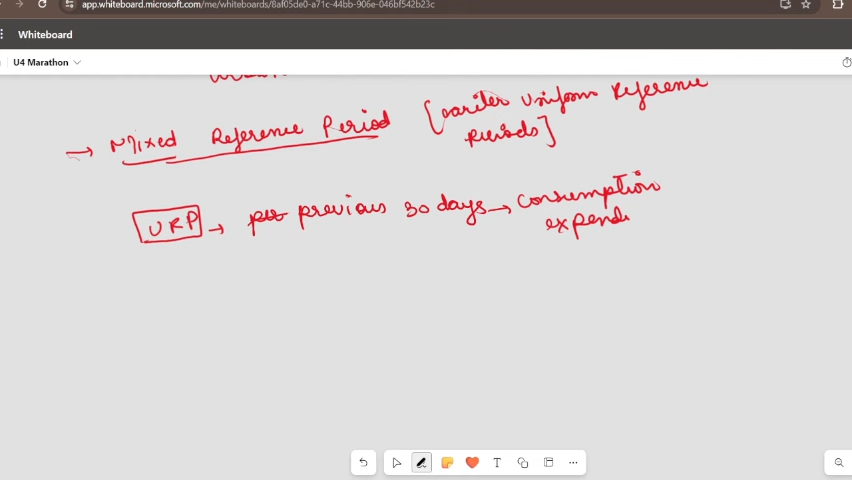 app.whiteboard.microsoft.com/me/whiteboards/8af05de0-a71c-44bb-906e-046bf542b23c
Whiteboard
U4 Marathon
→ Mixed Reference Period [earlier Uniform Reference
Periods]
URP → previous 30 days → consumption
expend
T